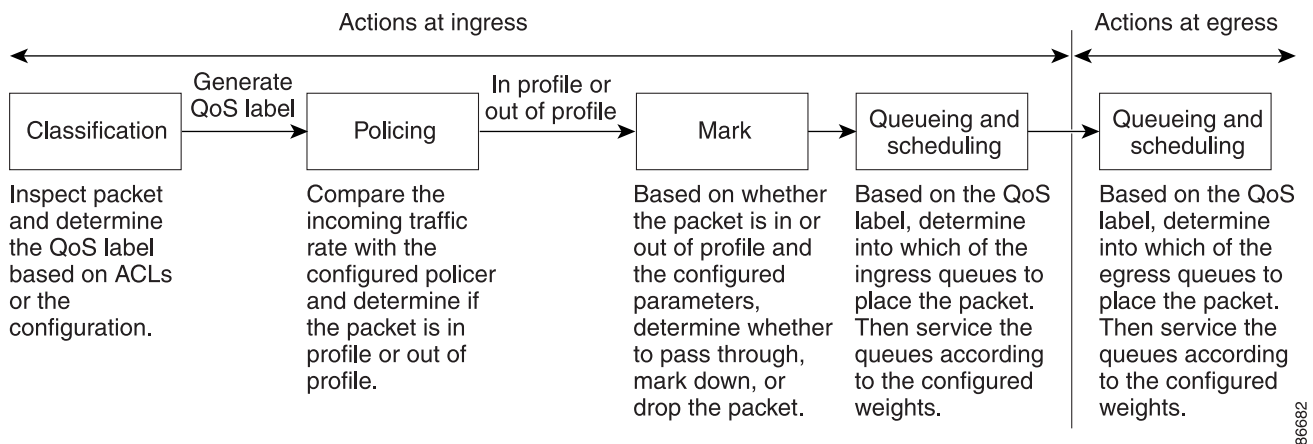 Actions at ingress
Actions at egress
Generate
QoS label
In profile or
out of profile
Classification
Policing
Mark
Queueing and
scheduling
Queueing and
scheduling
Inspect packet
and determine
the QoS label
based on ACLs
or the
configuration.
Compare the
incoming traffic
rate with the
configured policer
and determine if
the packet is in
profile or out of
profile.
Based on whether
the packet is in or
out of profile and
the configured
parameters,
determine whether
to pass through,
mark down, or
drop the packet.
Based on the QoS
label, determine
into which of the
ingress queues to
place the packet.
Then service the
queues according
to the configured
weights.
Based on the QoS
label, determine
into which of the
egress queues to
place the packet.
Then service the
queues according
to the configured
weights.
86682